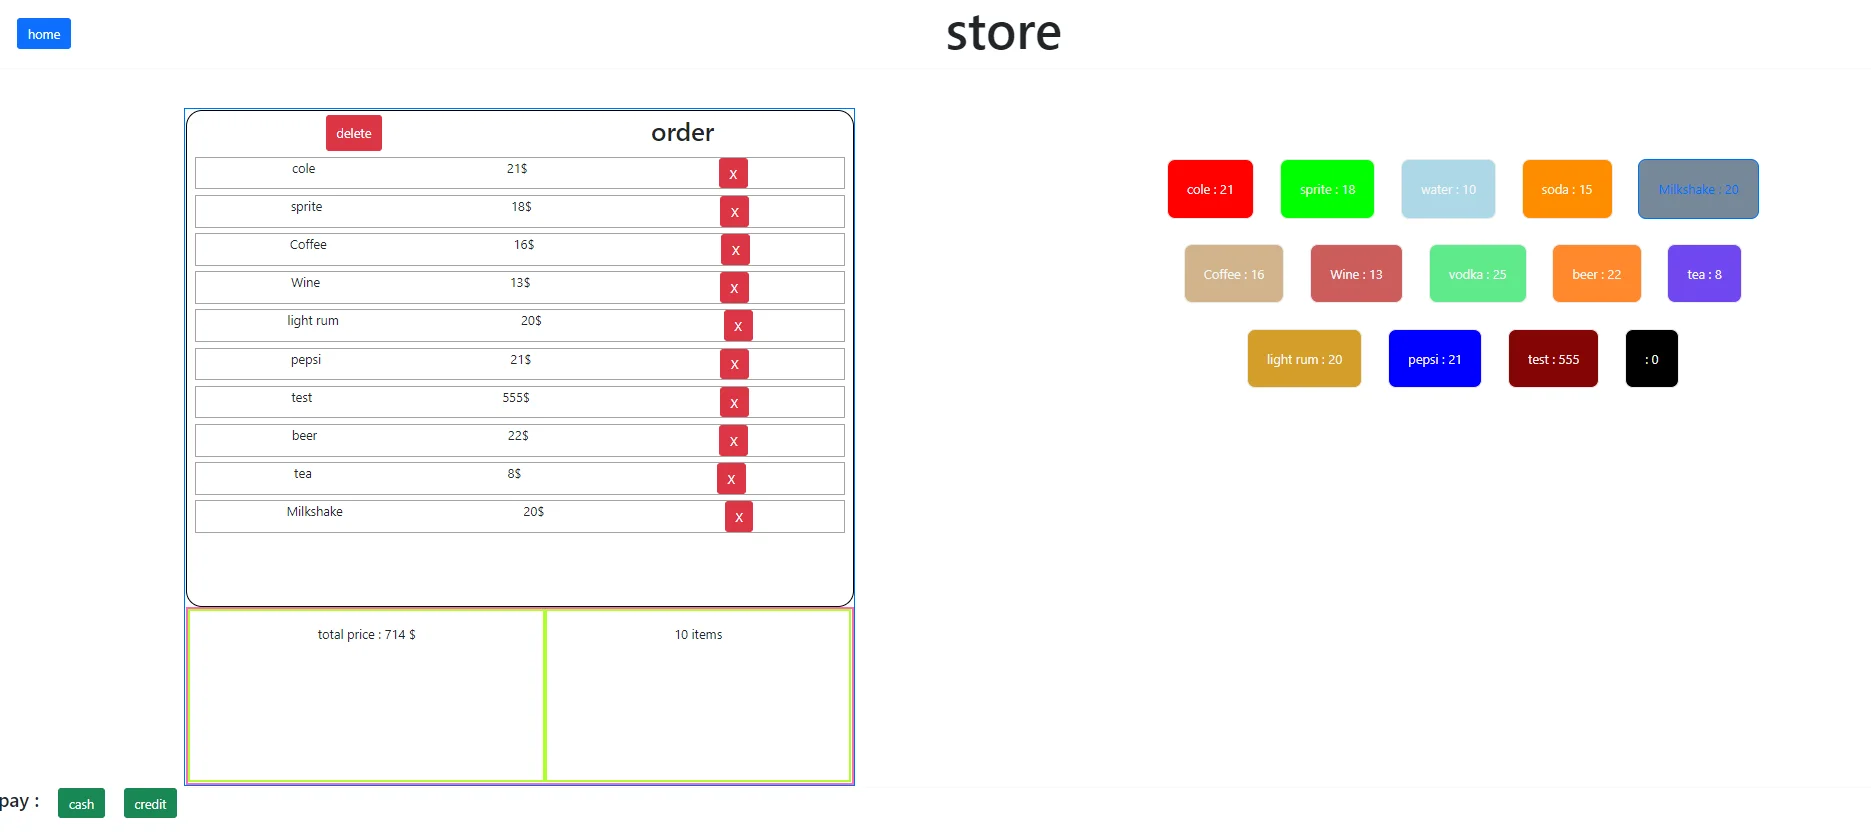 home
store
delete
order
cole 21$ X
sprite 18$ X
Coffee 16$ X
Wine 13$ X
light rum 20$ X
pepsi 21$ X
test 555$ X
beer 22$ X
tea 8$ X
Milkshake 20$ X
total price : 714 $
10 items
cole : 21
sprite : 18
water : 10
soda : 15
Milkshake : 20
Coffee : 16
Wine : 13
vodka : 25
beer : 22
tea : 8
light rum : 20
pepsi : 21
test : 555
: 0
pay :
cash
credit